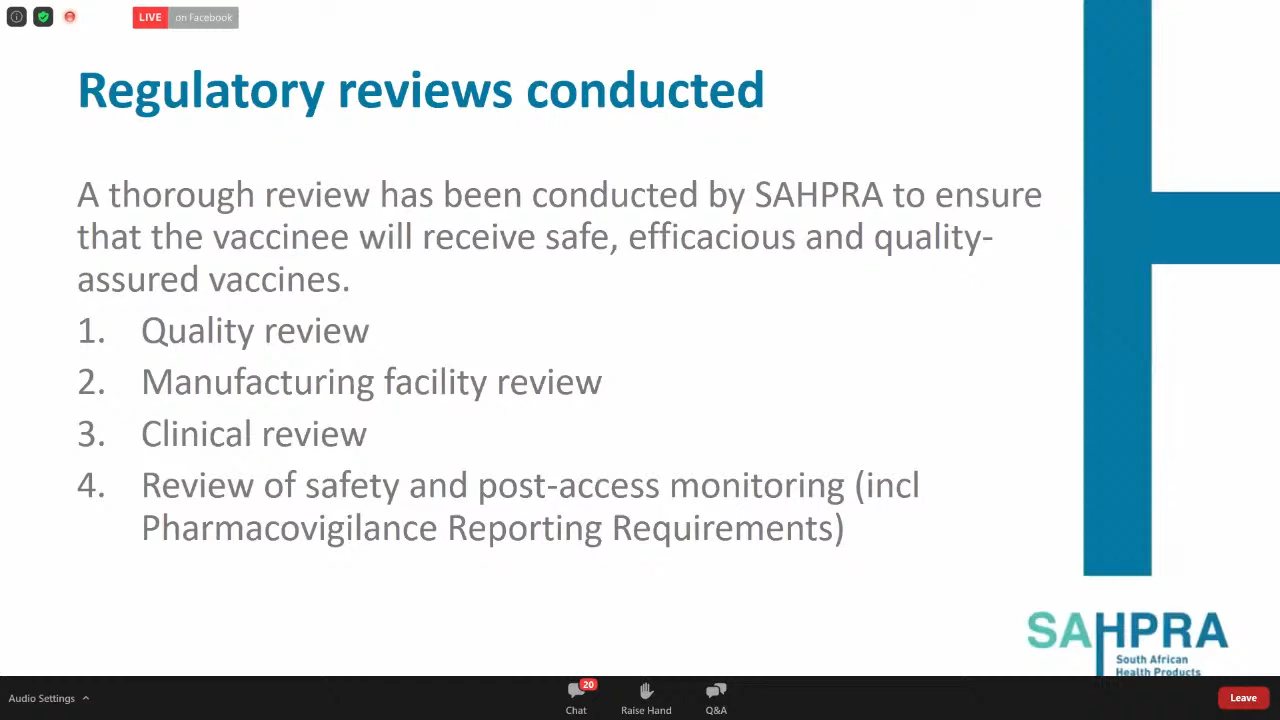 LIVE on Facebook
Regulatory reviews conducted
A thorough review has been conducted by SAHPRA to ensure
that the vaccinee will receive safe, efficacious and quality-
assured vaccines.
1. Quality review
2. Manufacturing facility review
3. Clinical review
4. Review of safety and post-access monitoring (incl
Pharmacovigilance Reporting Requirements)
SAHPRA
South African
Health Products
Audio Settings
20
Chat
Raise Hand
Q&A
Leave